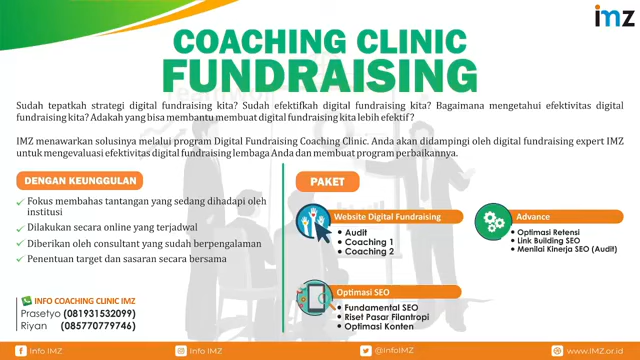 imz
COACHING CLINIC
FUNDRAISING
Sudah tepatkah strategi digital fundraising kita? Sudah efektifkah digital fundraising kita? Bagaimana mengetahui efektivitas digital
fundraising kita? Adakah yang bisa membantu membuat digital fundraising kita lebih efektif ?
IMZ menawarkan solusinya melalui program Digital Fundraising Coaching Clinic. Anda akan didampingi oleh digital fundraising expert IMZ
untuk mengevaluasi efektivitas digital fundraising lembaga Anda dan membuat program perbaikannya.
DENGAN KEUNGGULAN
Fokus membahas tantangan yang sedang dihadapi oleh
institusi
Dilakukan secara online yang terjadwal
Diberikan oleh consultant yang sudah berpengalaman
Penentuan target dan sasaran secara bersama
INFO COACHING CLINIC IMZ
Prasetyo (081931532099)
Riyan (085770779746)
PAKET
Website Digital Fundraising
• Audit
• Coaching 1
• Coaching 2
Advance
• Optimasi Retensi
• Link Building SEO
• Menilai Kinerja SEO (Audit)
Optimasi SEO
• Fundamental SEO
• Riset Pasar Filantropi
• Optimasi Konten
Info IMZ
Info IMZ
@infoIMZ
www.IMZ.or.id